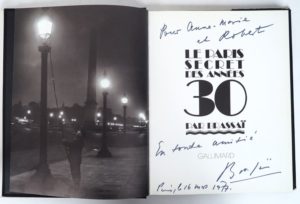 Pour Anne-Marie
et Robert
LE PARIS
SECRET
DES ANNÉES
30
PAR BRASSAÏ
En toute amitié
GALLIMARD
Brassaï
Paris, le 16 Mars 1977.